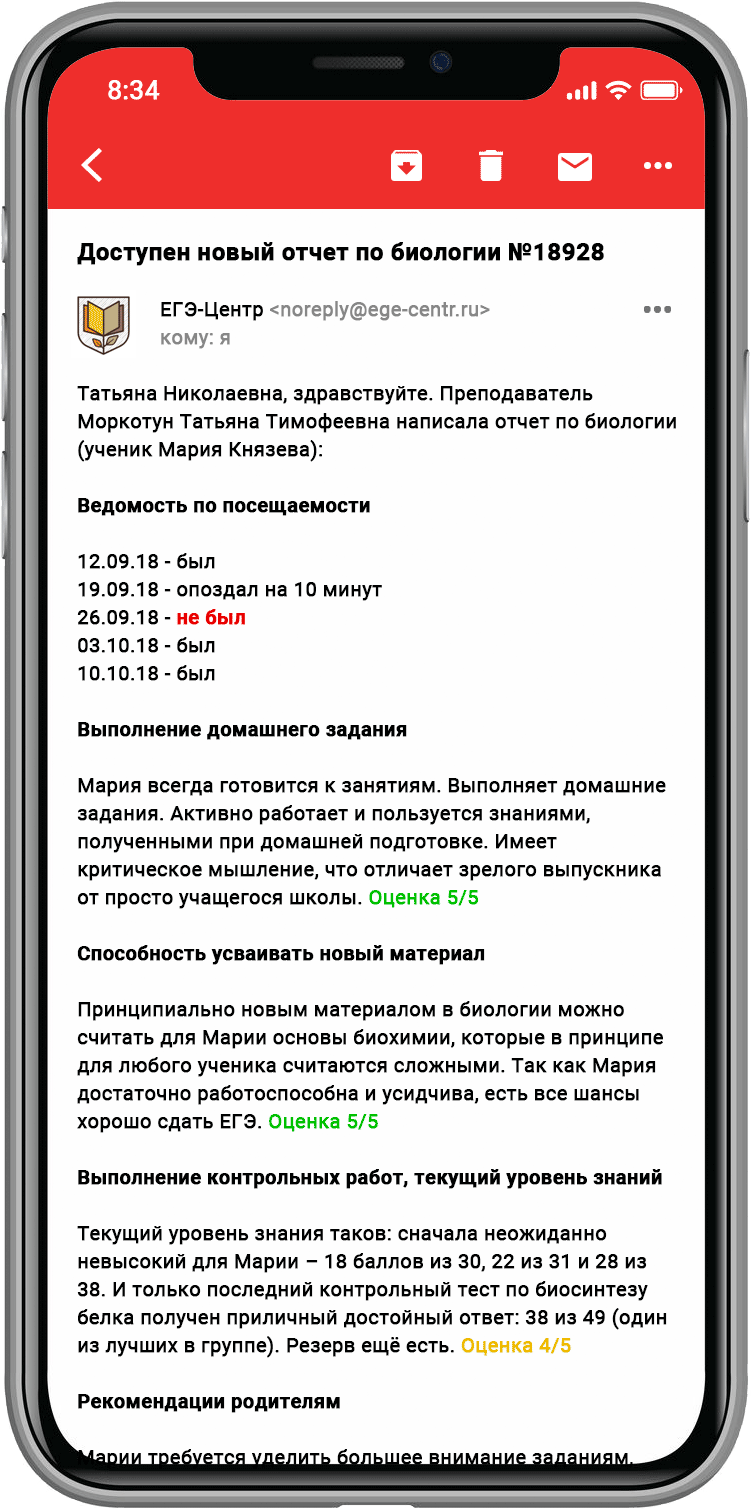 8:34
Доступен новый отчет по биологии №18928
ЕГЭ-Центр <noreply@ege-centr.ru>
кому: я
Татьяна Николаевна, здравствуйте. Преподаватель
Моркотун Татьяна Тимофеевна написала отчет по биологии
(ученик Мария Князева):
Ведомость по посещаемости
12.09.18 - был
19.09.18 - опоздал на 10 минут
26.09.18 - не был
03.10.18 - был
10.10.18 - был
Выполнение домашнего задания
Мария всегда готовится к занятиям. Выполняет домашние
задания. Активно работает и пользуется знаниями,
полученными при домашней подготовке. Имеет
критическое мышление, что отличает зрелого выпускника
от просто учащегося школы. Оценка 5/5
Способность усваивать новый материал
Принципиально новым материалом в биологии можно
считать для Марии основы биохимии, которые в принципе
для любого ученика считаются сложными. Так как Мария
достаточно работоспособна и усидчива, есть все шансы
хорошо сдать ЕГЭ. Оценка 5/5
Выполнение контрольных работ, текущий уровень знаний
Текущий уровень знания таков: сначала неожиданно
невысокий для Марии – 18 баллов из 30, 22 из 31 и 28 из
38. И только последний контрольный тест по биосинтезу
белка получен приличный достойный ответ: 38 из 49 (один
из лучших в группе). Резерв ещё есть. Оценка 4/5
Рекомендации родителям
Марии требуется уделить большее внимание заданиям,